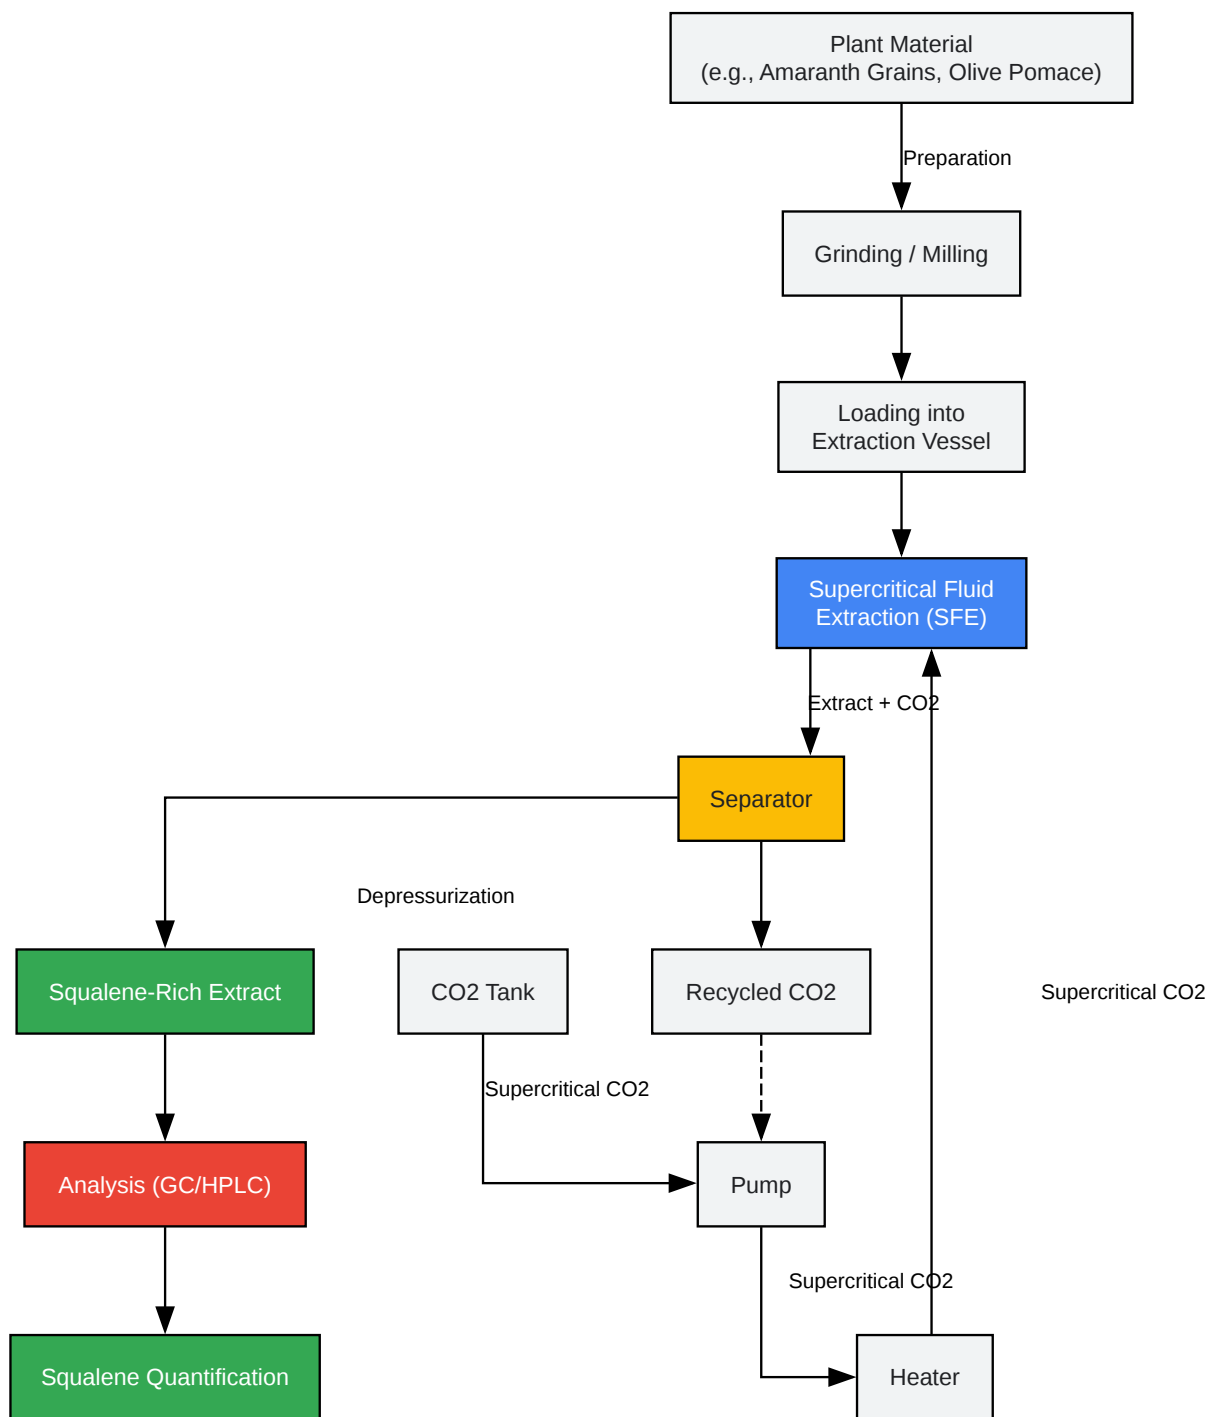 Plant Material
(e.g., Amaranth Grains, Olive Pomace)
Preparation
Grinding / Milling
Loading into
Extraction Vessel
Supercritical Fluid
Extraction (SFE)
Extract + CO2
Separator
Depressurization
Squalene-Rich Extract
CO2 Tank
Recycled CO2
Supercritical CO2
Supercritical CO2
Analysis (GC/HPLC)
Pump
Supercritical CO2
Squalene Quantification
Heater